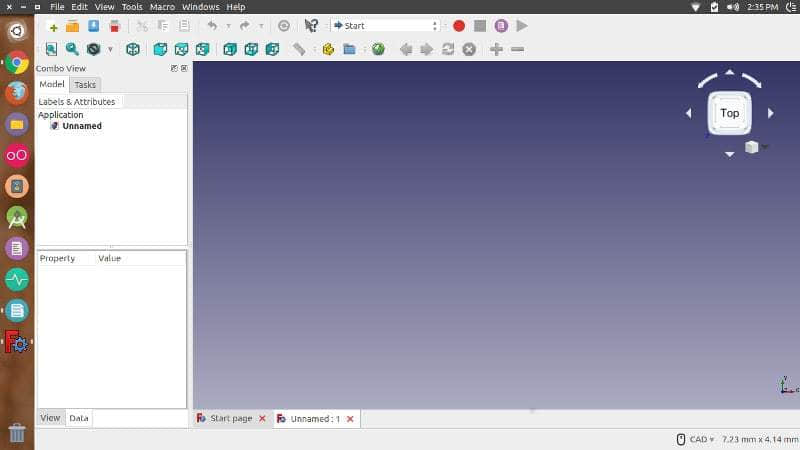 File Edit View Tools Macro Windows Help
2:35 PM
Start
Combo View
Model Tasks
Labels & Attributes
Application
Unnamed
Top
Property Value
View Data
Start page
Unnamed : 1
CAD
7.23 mm x 4.14 mm